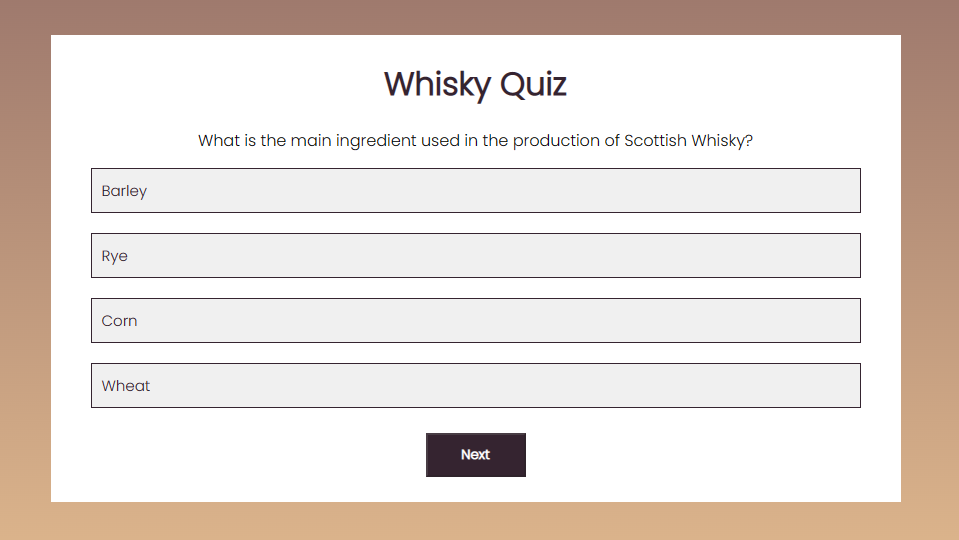 Whisky Quiz
What is the main ingredient used in the production of Scottish Whisky?
Barley
Rye
Corn
Wheat
Next